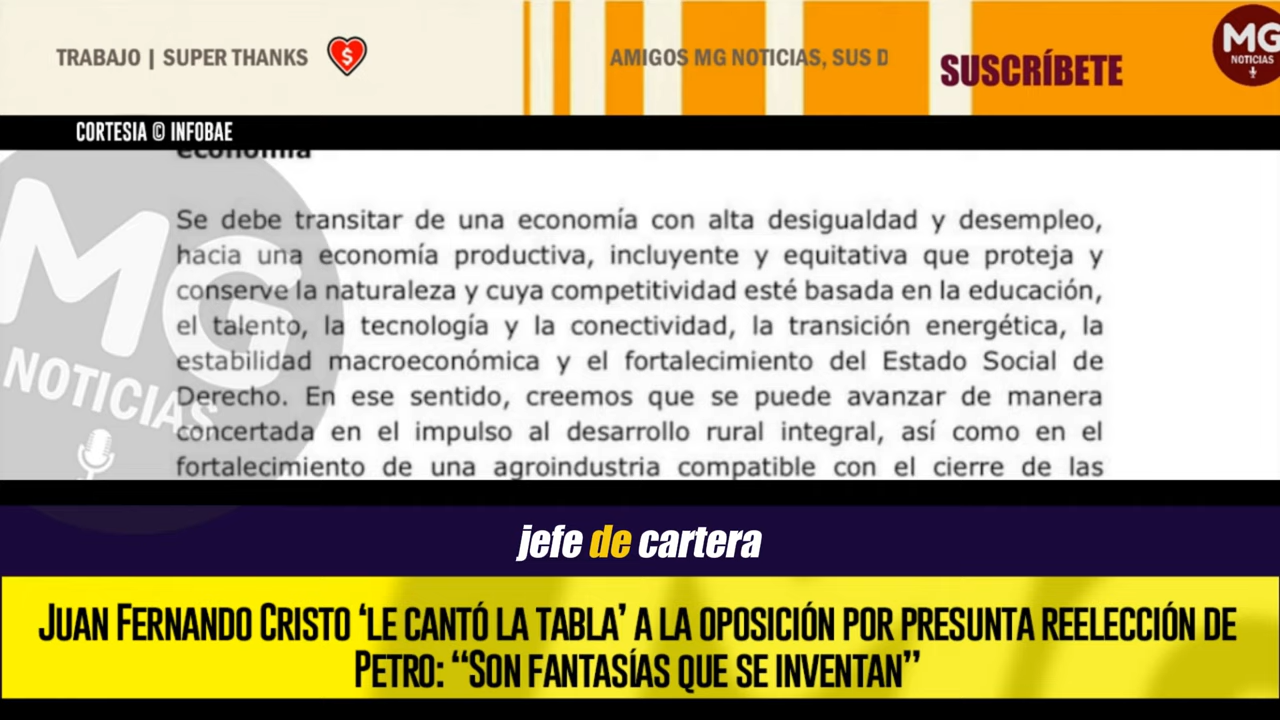 TRABAJO | SUPER THANKS
AMIGOS MG NOTICIAS, SUS D
SUSCRÍBETE
MG
NOTICIAS
CORTESIA © INFOBAE
economía
Se debe transitar de una economía con alta desigualdad y desempleo,
hacia una economía productiva, incluyente y equitativa que proteja y
conserve la naturaleza y cuya competitividad esté basada en la educación,
el talento, la tecnología y la conectividad, la transición energética, la
estabilidad macroeconómica y el fortalecimiento del Estado Social de
Derecho. En ese sentido, creemos que se puede avanzar de manera
concertada en el impulso al desarrollo rural integral, así como en el
fortalecimiento de una agroindustria compatible con el cierre de las
MG
NOTICIAS
jefe de cartera
JUAN FERNANDO CRISTO ‘LE CANTÓ LA TABLA’ A LA OPOSICIÓN POR PRESUNTA REELECCIÓN DE
PETRO: “SON FANTASÍAS QUE SE INVENTAN”